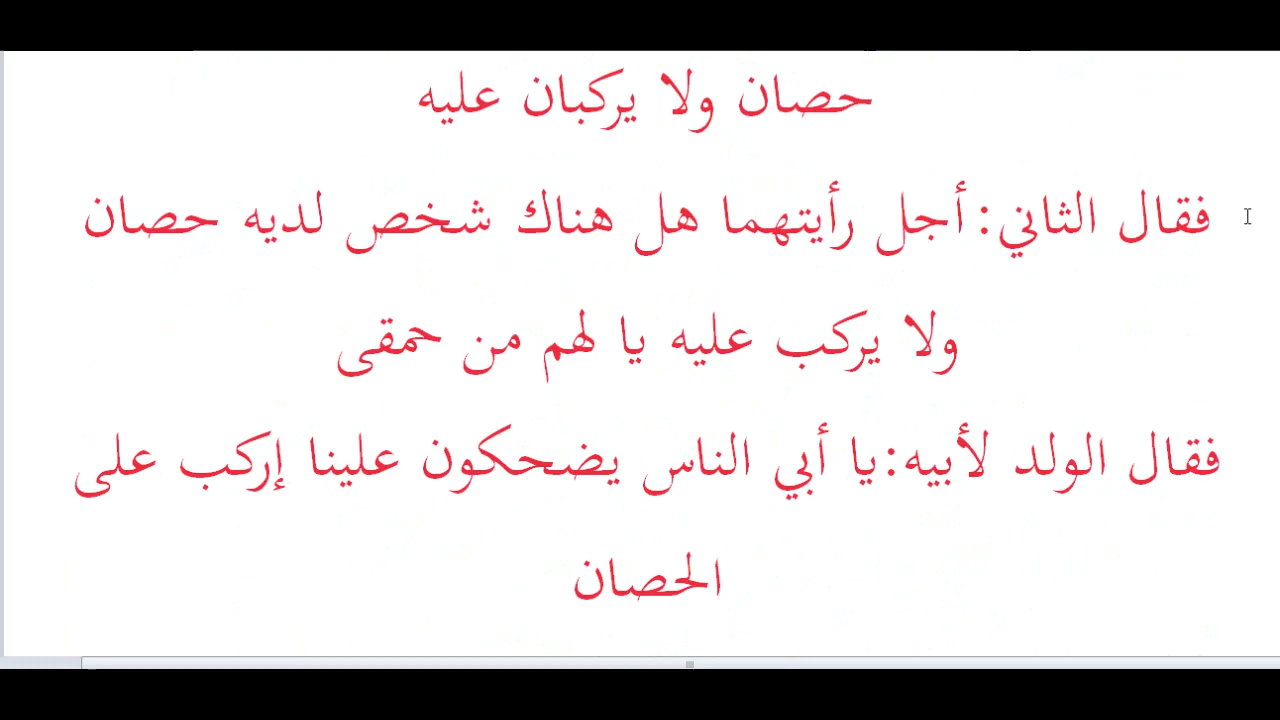 حصان ولا يركبان عليه
فقال الثاني: أجل رأيتهما هل هناك شخص لديه حصان
ولا يركب عليه يا لهم من حمقى
فقال الولد لأبيه:يا أبي الناس يضحكون علينا إركب على
الحصان